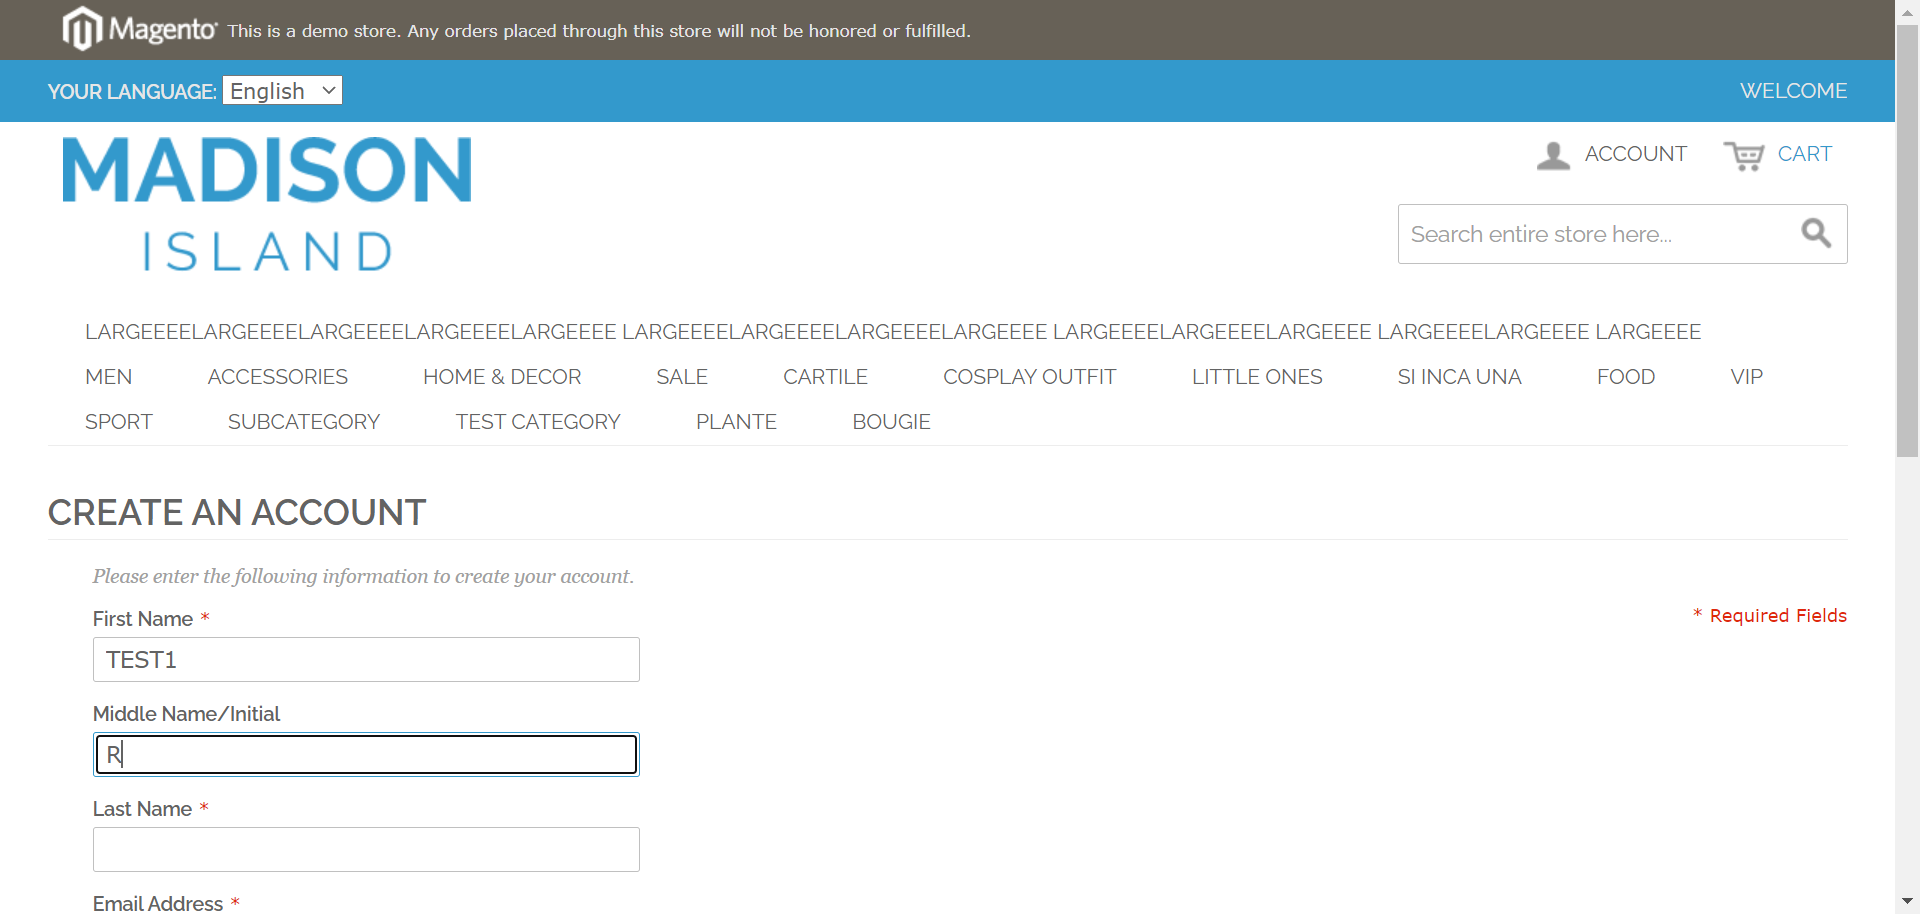 Magento This is a demo store. Any orders placed through this store will not be honored or fulfilled.
YOUR LANGUAGE: English WELCOME
MADISON
ISLAND
ACCOUNT CART
Search entire store here...
LARGEEEELARGEEEELARGEEEELARGEEEELARGEEEE LARGEEEELARGEEEELARGEEEELARGEEEE LARGEEEELARGEEEELARGEEEE LARGEEEELARGEEEE LARGEEEE
MEN ACCESSORIES HOME & DECOR SALE CARTILE COSPLAY OUTFIT LITTLE ONES SI INCA UNA FOOD VIP
SPORT SUBCATEGORY TEST CATEGORY PLANTE BOUGIE
CREATE AN ACCOUNT
Please enter the following information to create your account.
First Name *
* Required Fields
TEST1
Middle Name/Initial
R
Last Name *
Email Address *